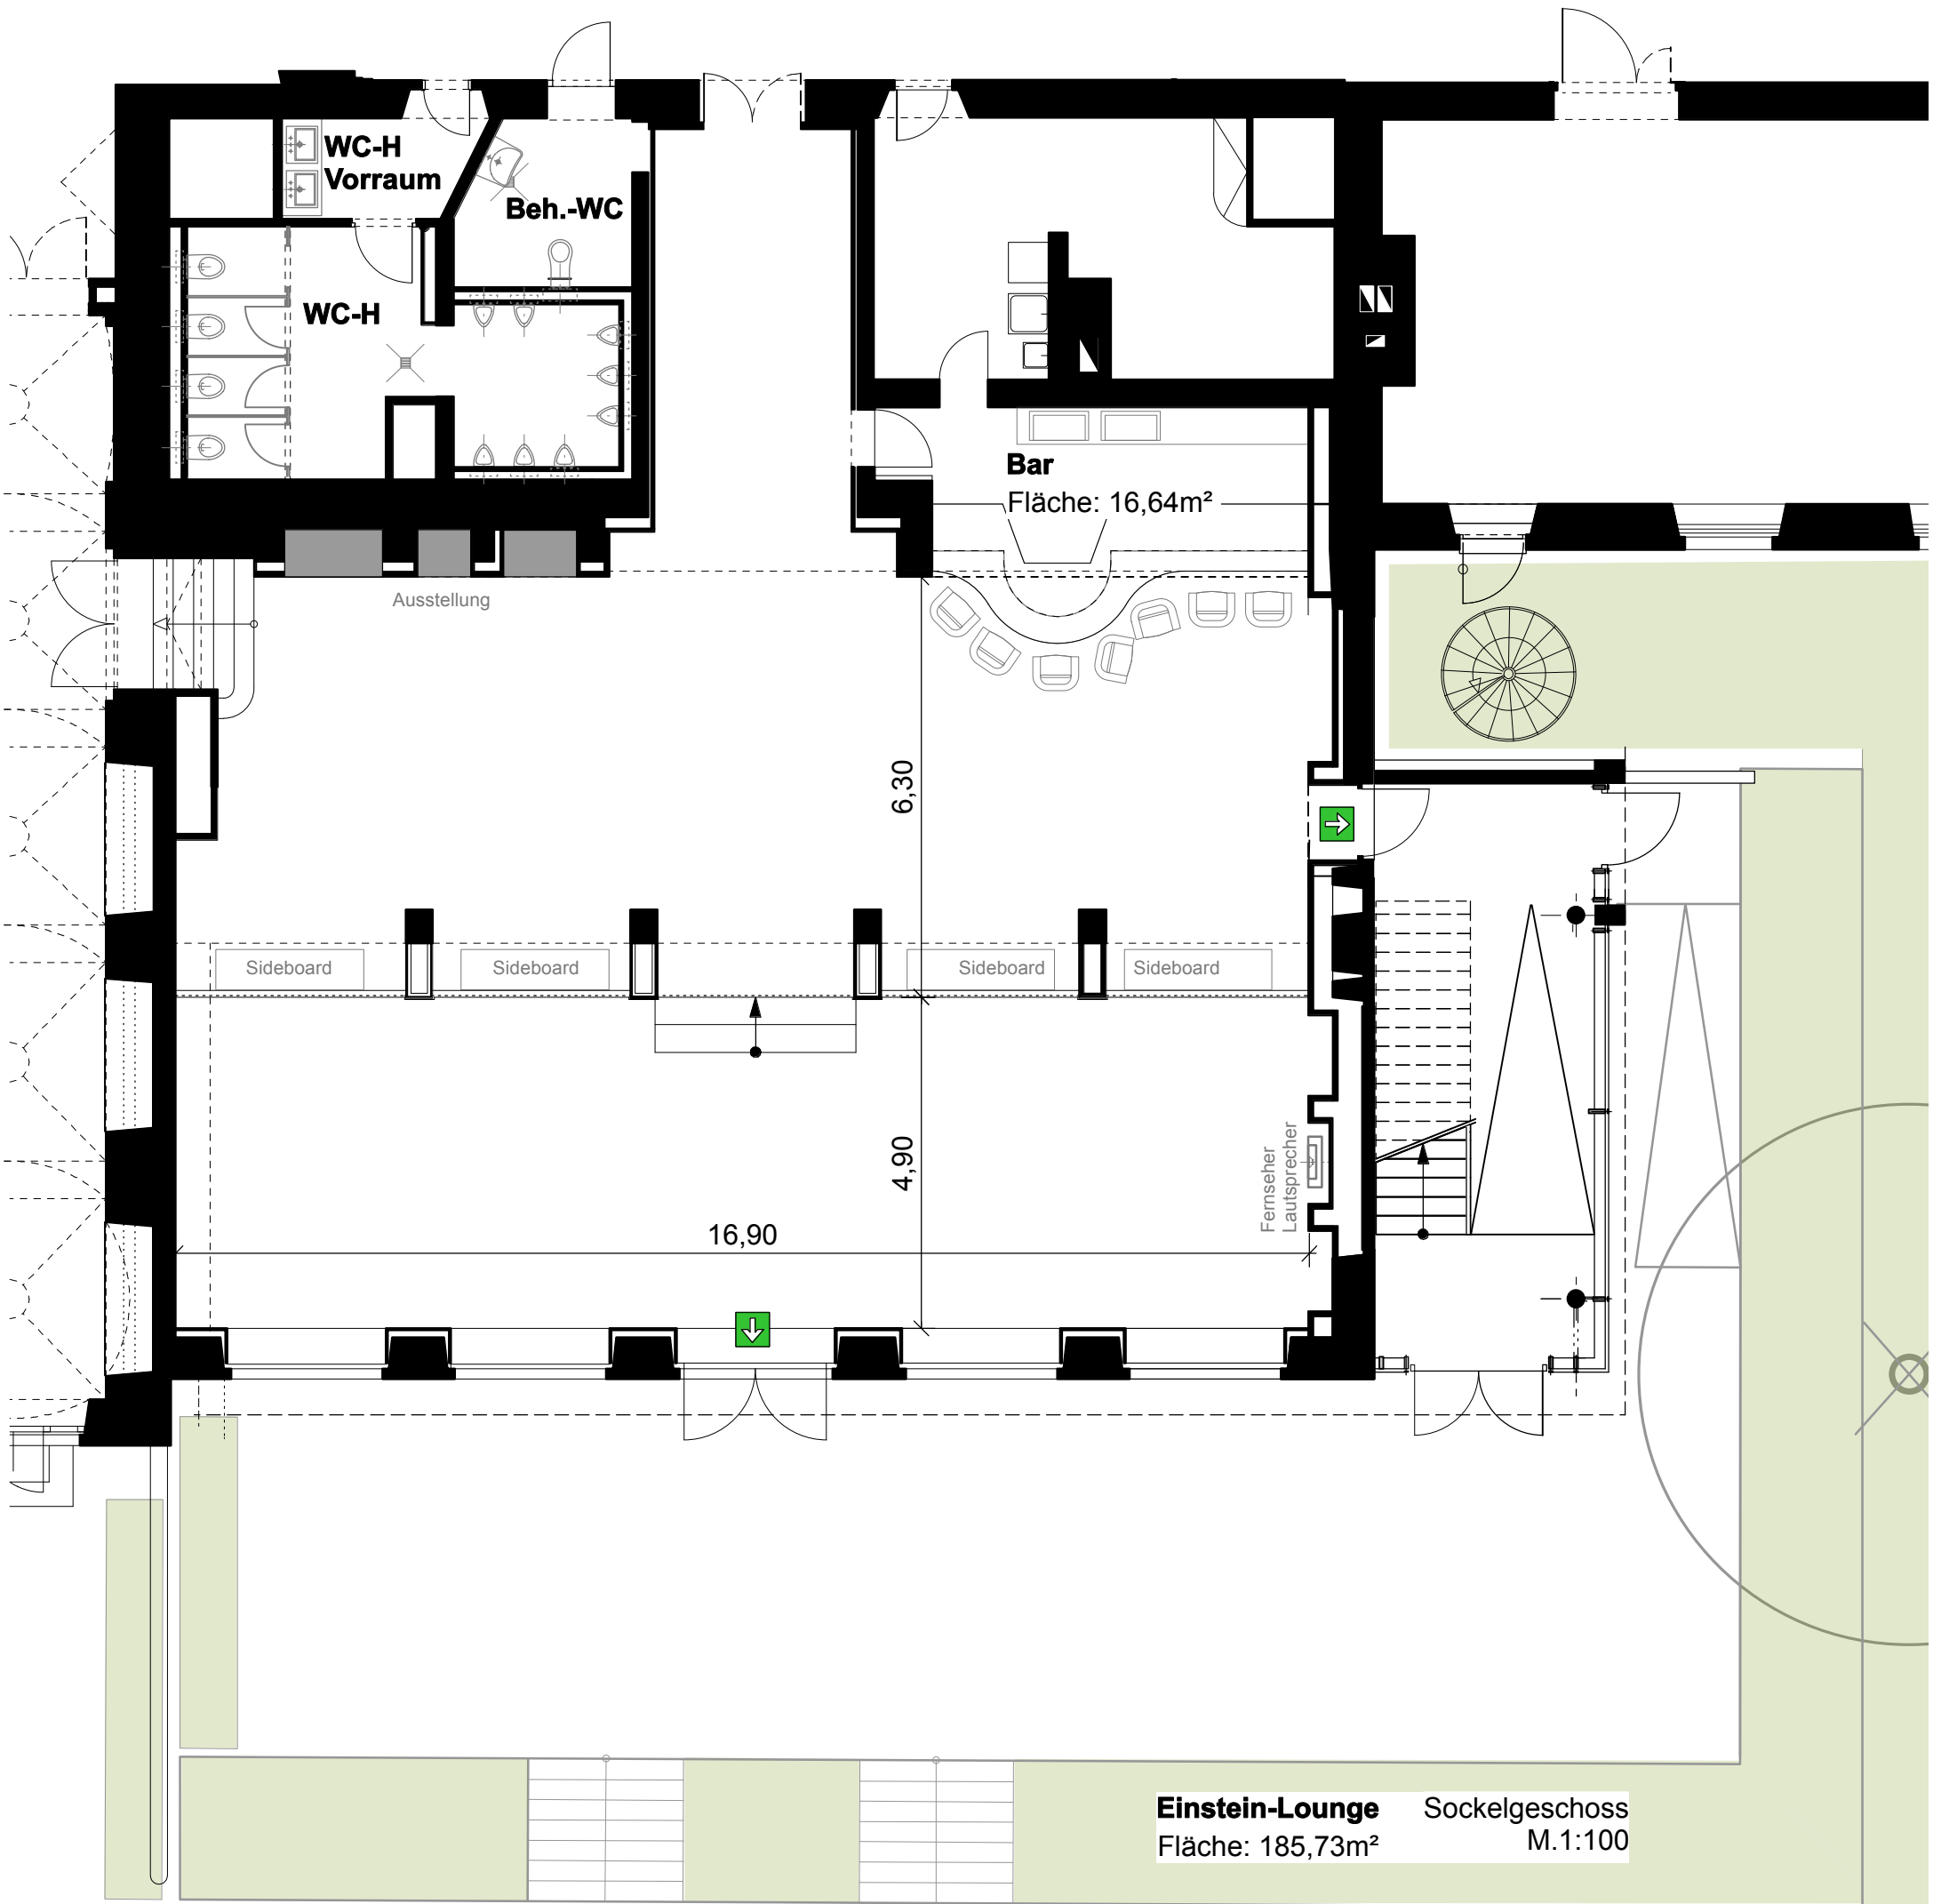 WC-H
Vorraum
Beh.-WC
WC-H
Bar
Fläche: 16,64m²
Ausstellung
6,30
Sideboard
Sideboard
Sideboard
Sideboard
4,90
Fernseher
Lautsprecher
16,90
Einstein-Lounge Sockelgeschoss
Fläche: 185,73m² M.1:100